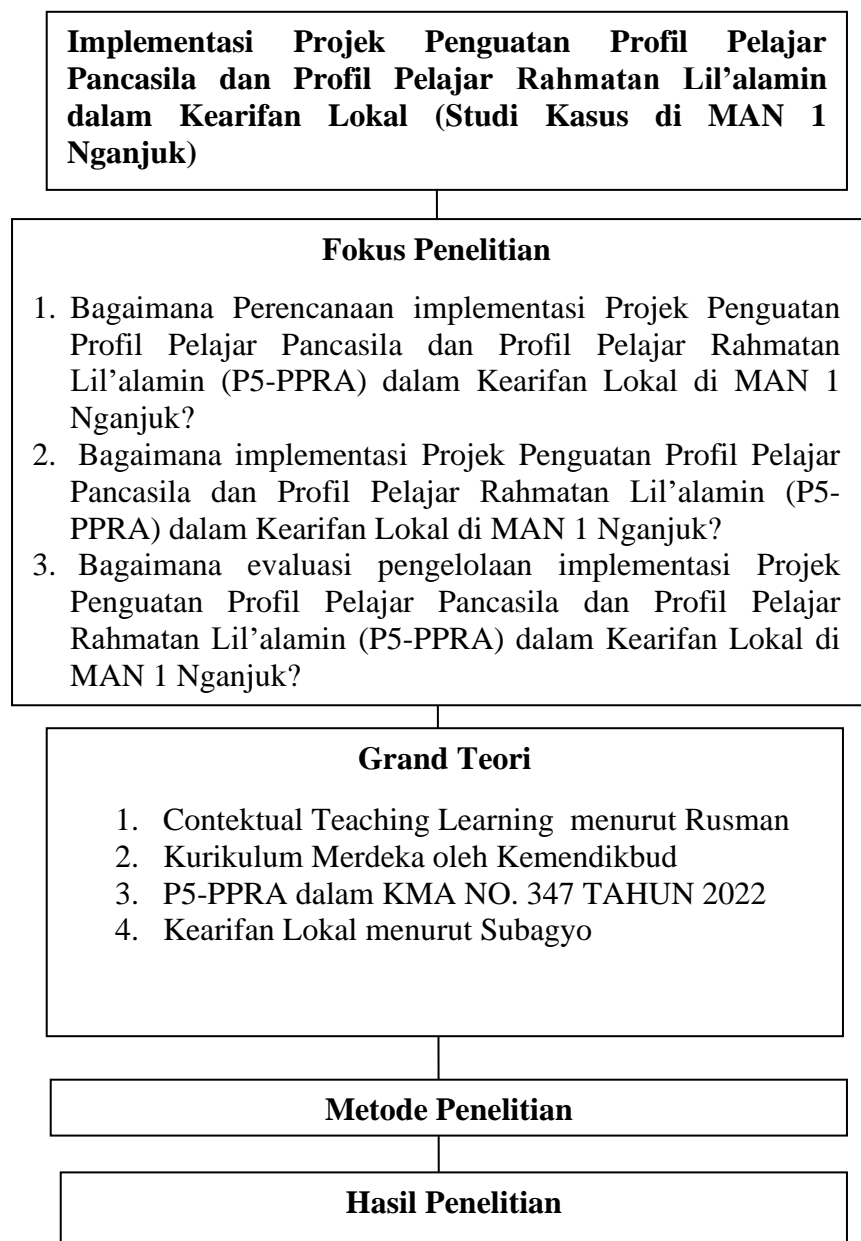 Implementasi Projek Penguatan Profil Pelajar
Pancasila dan Profil Pelajar Rahmatan Lil’alamin
dalam Kearifan Lokal (Studi Kasus di MAN 1
Nganjuk)
Fokus Penelitian
1. Bagaimana Perencanaan implementasi Projek Penguatan
Profil Pelajar Pancasila dan Profil Pelajar Rahmatan
Lil’alamin (P5-PPRA) dalam Kearifan Lokal di MAN 1
Nganjuk?
2. Bagaimana implementasi Projek Penguatan Profil Pelajar
Pancasila dan Profil Pelajar Rahmatan Lil’alamin (P5-
PPRA) dalam Kearifan Lokal di MAN 1 Nganjuk?
3. Bagaimana evaluasi pengelolaan implementasi Projek
Penguatan Profil Pelajar Pancasila dan Profil Pelajar
Rahmatan Lil’alamin (P5-PPRA) dalam Kearifan Lokal di
MAN 1 Nganjuk?
Grand Teori
1. Contektual Teaching Learning menurut Rusman
2. Kurikulum Merdeka oleh Kemendikbud
3. P5-PPRA dalam KMA NO. 347 TAHUN 2022
4. Kearifan Lokal menurut Subagyo
Metode Penelitian
Hasil Penelitian